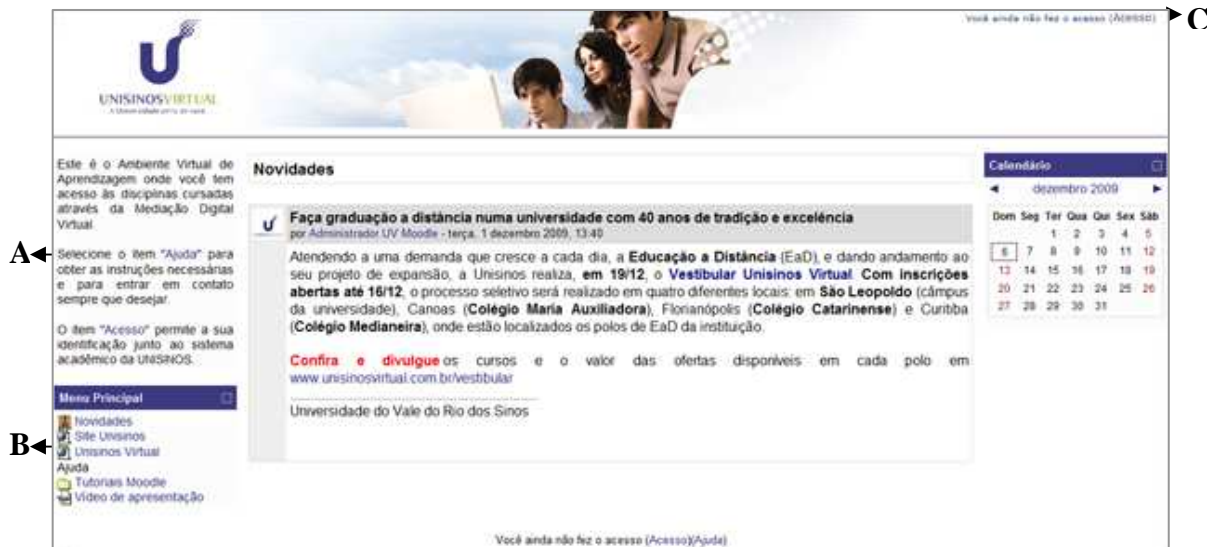 Você ainda não fez o acesso (Acesso)
C
UNISINOSVIRTUAL
Este é o Ambiente Virtual de
Aprendizagem onde você tem
acesso às disciplinas cursadas
através da Mediação Digital
Virtual.
A
Selecione o item "Ajuda" para
obter as instruções necessárias
e para entrar em contato
sempre que desejar.
O item "Acesso" permite a sua
identificação junto ao sistema
acadêmico da UNISINOS.
Menu Principal
Novidades
Site Unisinos
B
Unisinos Virtual
Ajuda
Tutoriais Moodle
Vídeo de apresentação
Novidades
Faça graduação a distância numa universidade com 40 anos de tradição e excelência
por Administrador UV Moodle - terça, 1 dezembro 2009, 13:40
Atendendo a uma demanda que cresce a cada dia, a Educação a Distância (EaD), e dando andamento ao
seu projeto de expansão, a Unisinos realiza, em 19/12, o Vestibular Unisinos Virtual. Com inscrições
abertas até 16/12, o processo seletivo será realizado em quatro diferentes locais: em São Leopoldo (câmpus
da universidade), Canoas (Colégio Maria Auxiliadora), Florianópolis (Colégio Catarinense) e Curitiba
(Colégio Medianeira), onde estão localizados os polos de EaD da instituição.
Confira e divulgue os cursos e o valor das ofertas disponíveis em cada polo em
www.unisinosvirtual.com.br/vestibular
Universidade do Vale do Rio dos Sinos
Calendário
dezembro 2009
Dom Seg Ter Qua Qui Sex Sáb
1 2 3 4 5
6 7 8 9 10 11 12
13 14 15 16 17 18 19
20 21 22 23 24 25 26
27 28 29 30 31
Você ainda não fez o acesso (Acesso)(Ajuda)